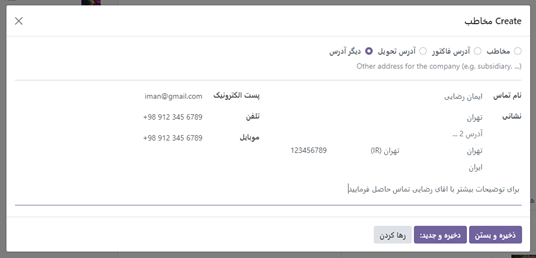 Create مخاطب
مخاطب آدرس فاکتور آدرس تحویل دیگر آدرس
Other address for the company (e.g. subsidiary, ...)
نام تماس ایمان رضایی پست الکترونیک iman@gmail.com
نشانی تهران تلفن +98 912 345 6789
آدرس 2 ... موبایل +98 912 345 6789
تهران تهران (IR) 123456789
ایران
برای توضیحات بیشتر با اقای رضایی تماس حاصل فرمایید
ذخیره و بستن دخیره و جدید: رها کردن